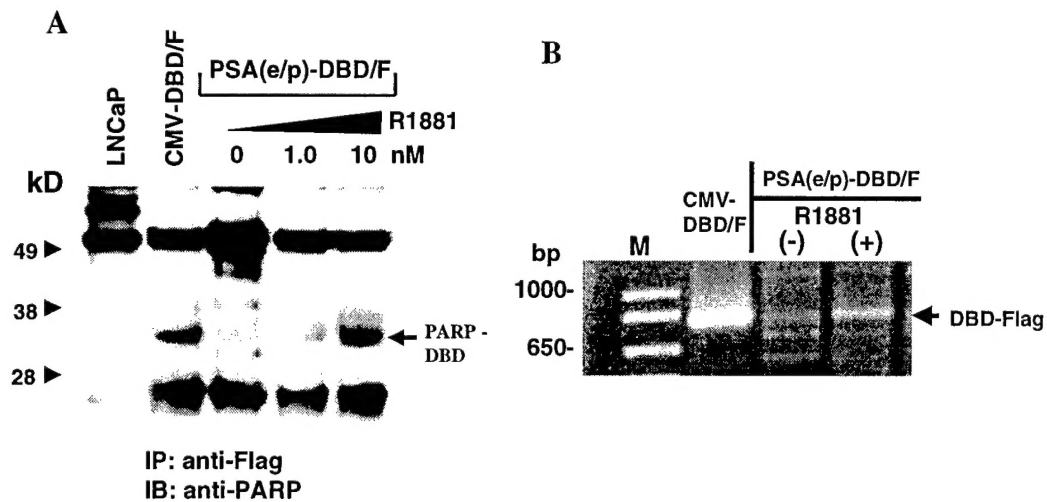 A
LNCaP
CMV-DBD/F
PSA(e/p)-DBD/F
R1881
0 1.0 10 nM
kD
49
38
28
PARP -
DBD
IP: anti-Flag
IB: anti-PARP
B
CMV-
DBD/F
PSA(e/p)-DBD/F
R1881
(-) (+)
bp
M
1000-
650-
DBD-Flag